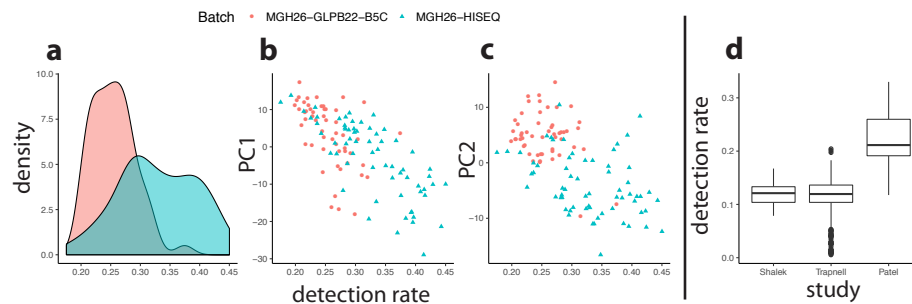 Batch MGH26-GLPB22-B5C MGH26-HISEQ
a
density
10.0
7.5
5.0
2.5
0.0
0.20 0.25 0.30 0.35 0.40 0.45
b
PC1
10
0
−10
−20
−30
0.20 0.25 0.30 0.35 0.40 0.45
c
PC2
10
0
−10
0.20 0.25 0.30 0.35 0.40 0.45
detection rate
d
detection rate
0.3
0.2
0.1
0.0
Shalek Trapnell Patel
study